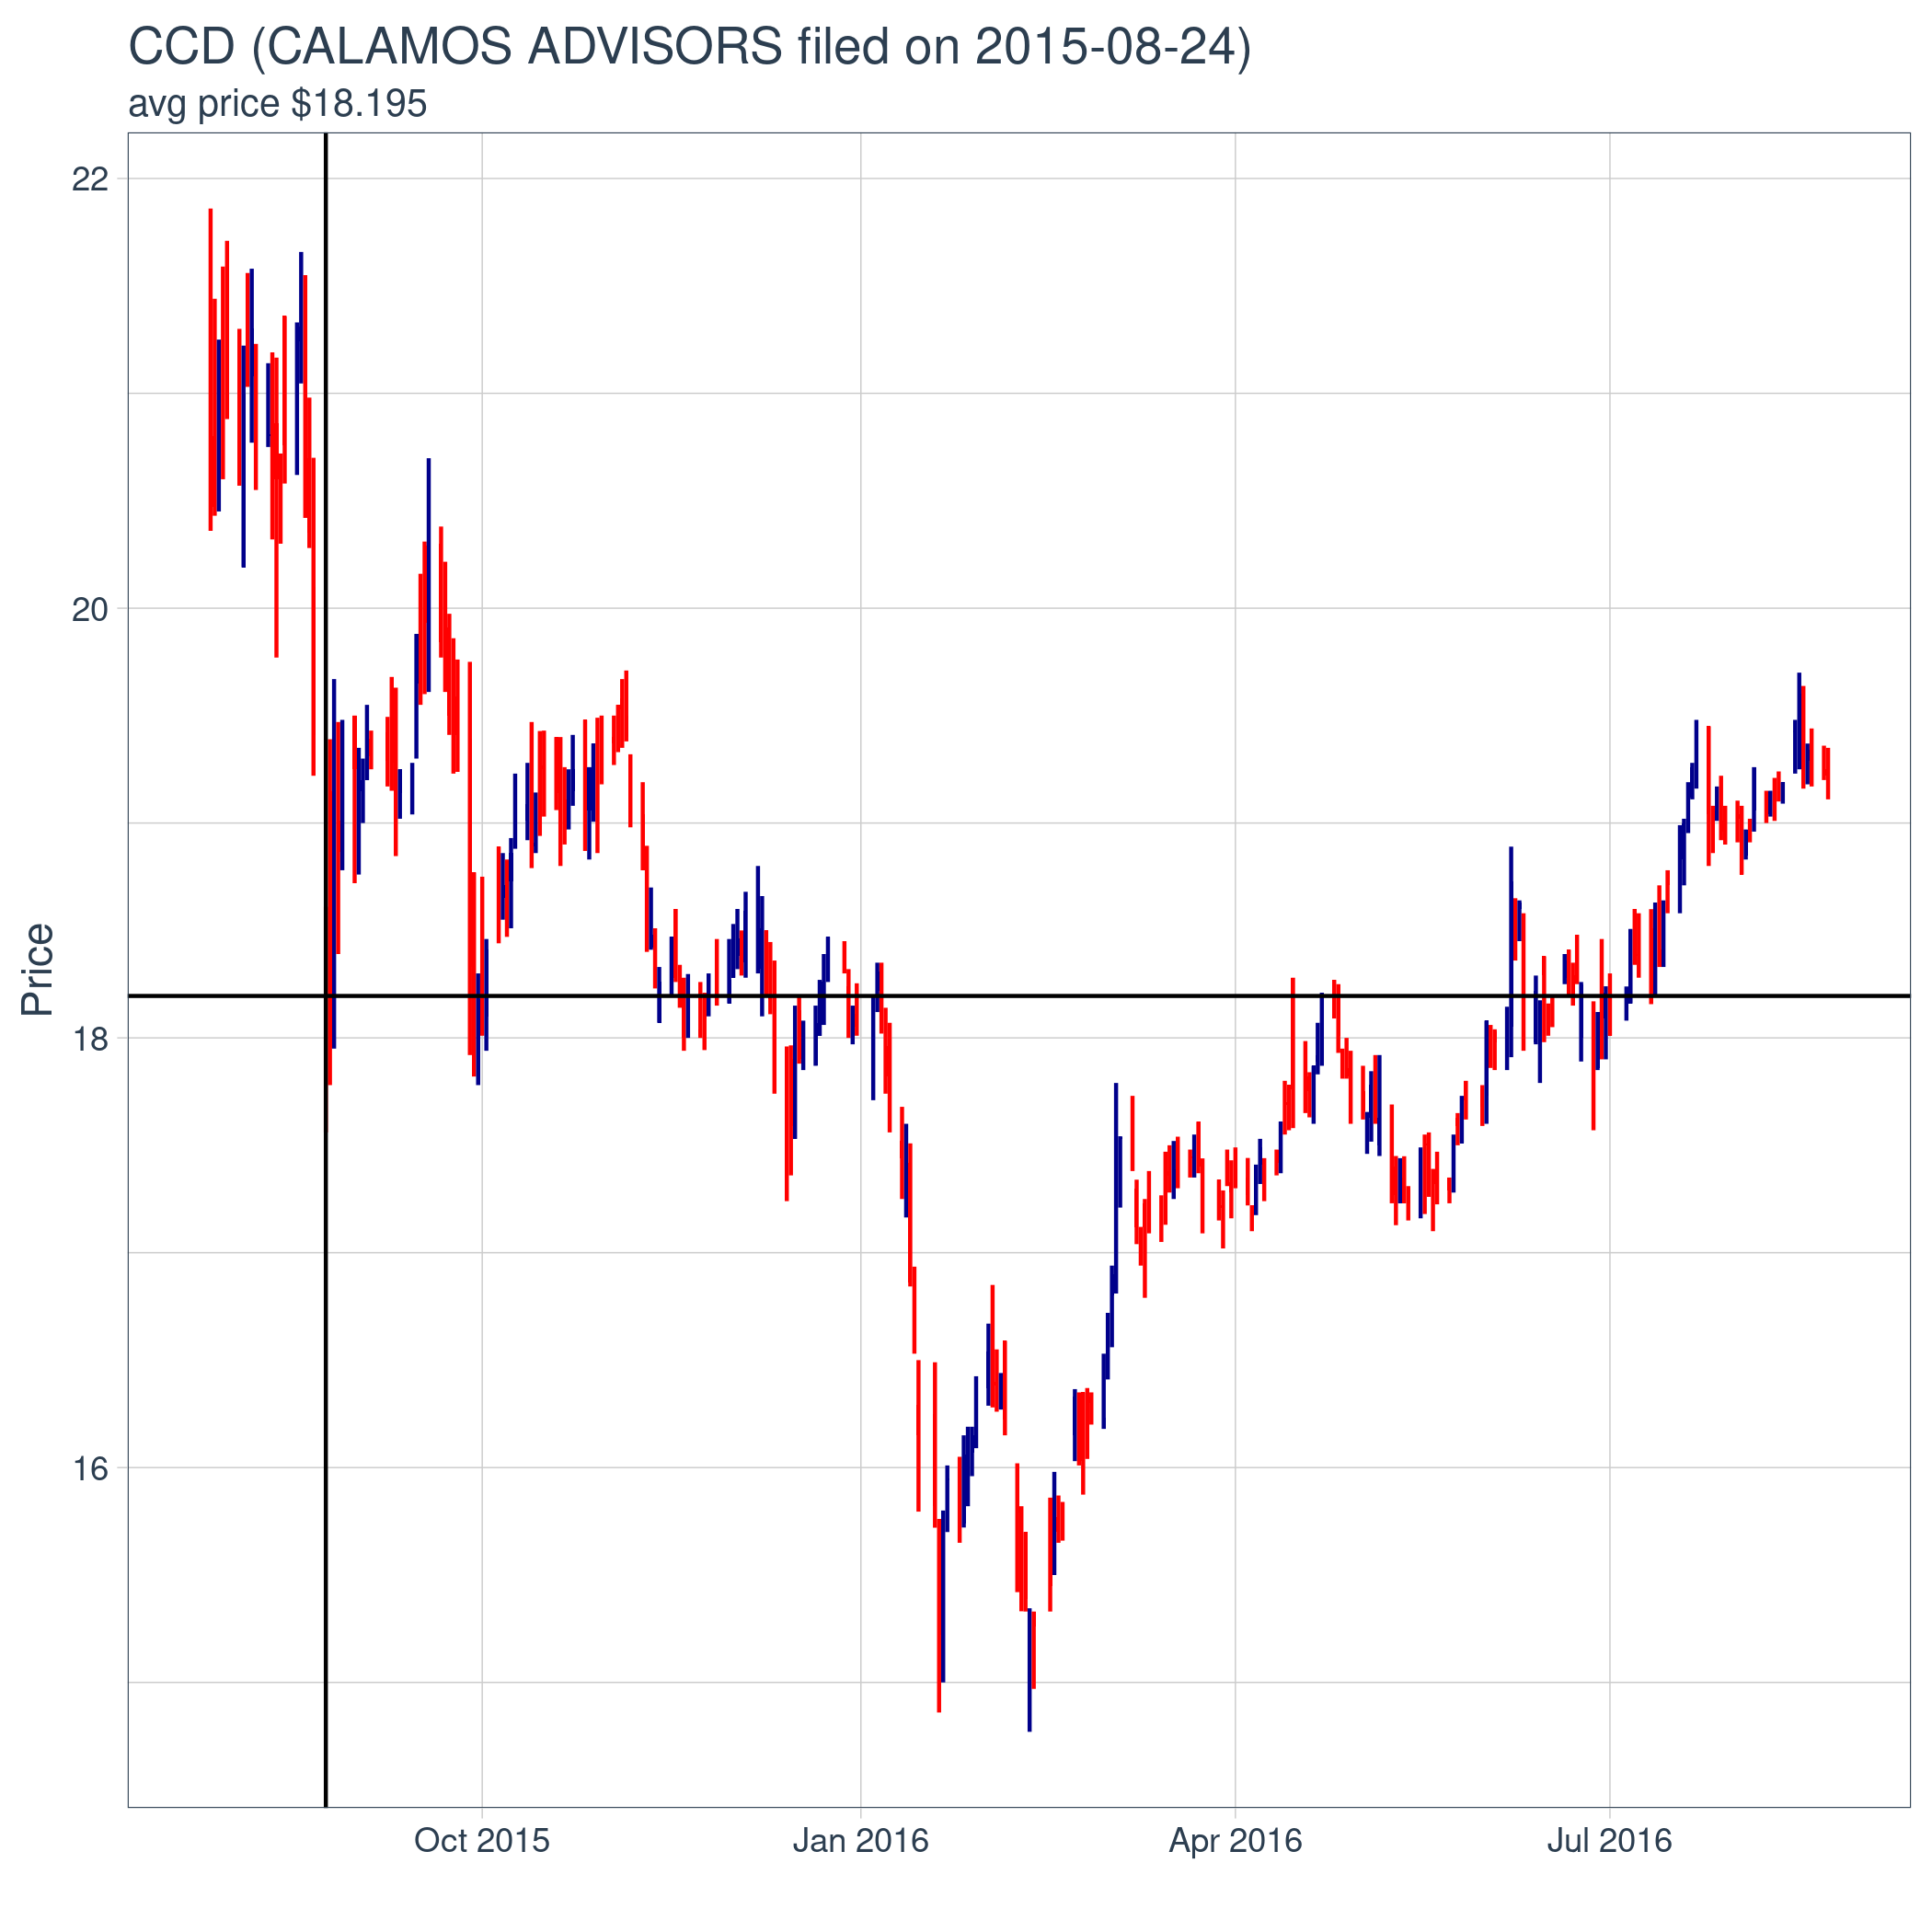 CCD (CALAMOS ADVISORS filed on 2015-08-24)
avg price $18.195
22
20
18
16
Price
Oct 2015
Jan 2016
Apr 2016
Jul 2016